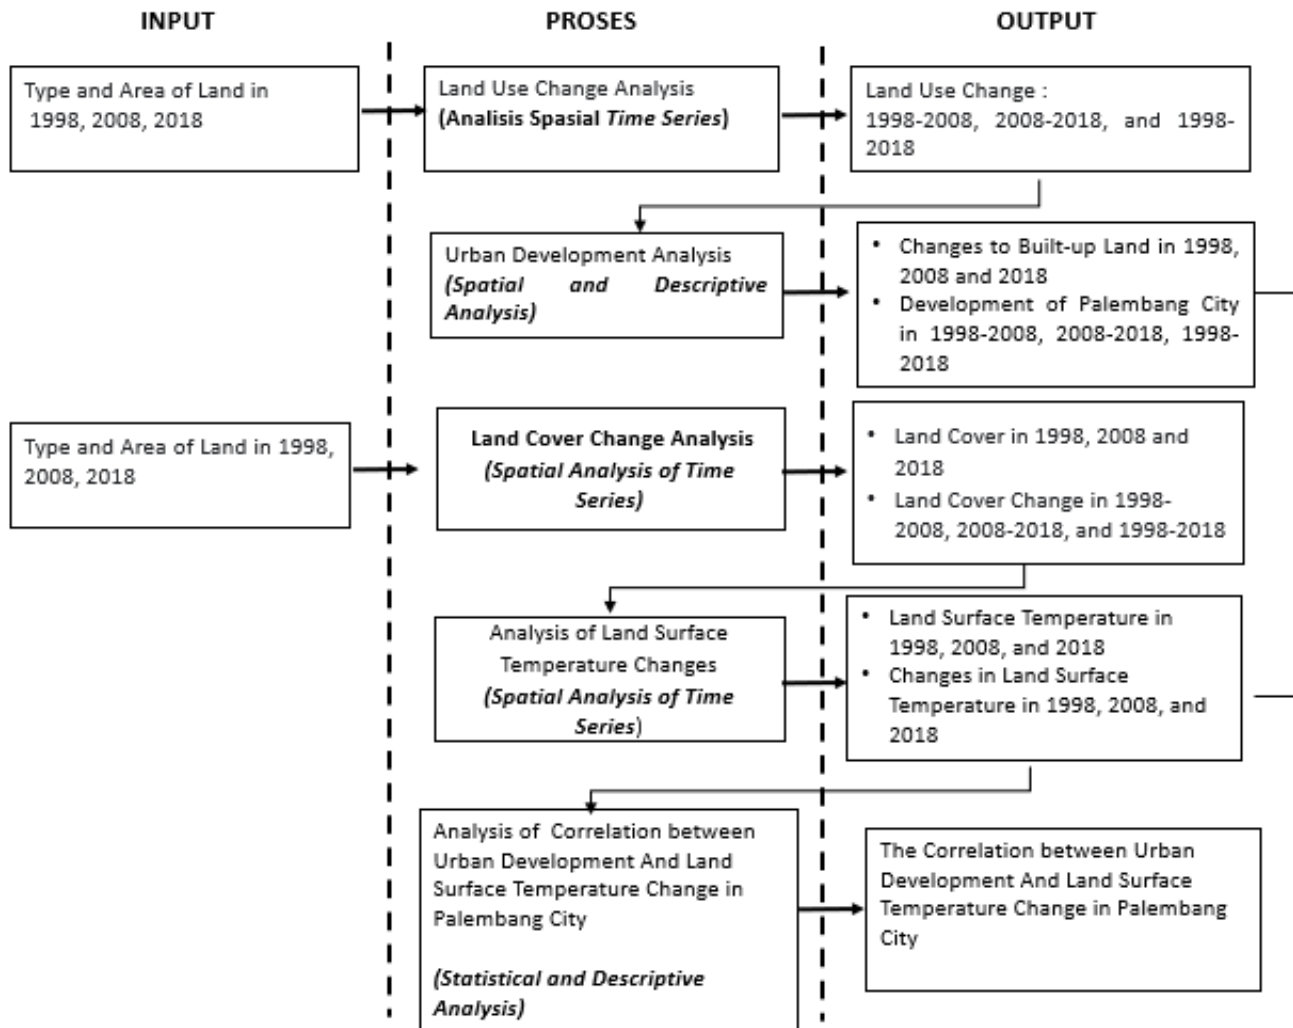 INPUT
PROSES
OUTPUT
Type and Area of Land in
1998, 2008, 2018
Land Use Change Analysis
(Analisis Spasial Time Series)
Land Use Change :
1998-2008, 2008-2018, and 1998-
2018
Urban Development Analysis
(Spatial and Descriptive
Analysis)
• Changes to Built-up Land in 1998,
2008 and 2018
• Development of Palembang City
in 1998-2008, 2008-2018, 1998-
2018
Type and Area of Land in 1998,
2008, 2018
Land Cover Change Analysis
(Spatial Analysis of Time
Series)
• Land Cover in 1998, 2008 and
2018
• Land Cover Change in 1998-
2008, 2008-2018, and 1998-2018
Analysis of Land Surface
Temperature Changes
(Spatial Analysis of Time
Series)
• Land Surface Temperature in
1998, 2008, and 2018
• Changes in Land Surface
Temperature in 1998, 2008, and
2018
Analysis of Correlation between
Urban Development And Land
Surface Temperature Change in
Palembang City
(Statistical and Descriptive
Analysis)
The Correlation between Urban
Development And Land Surface
Temperature Change in Palembang
City